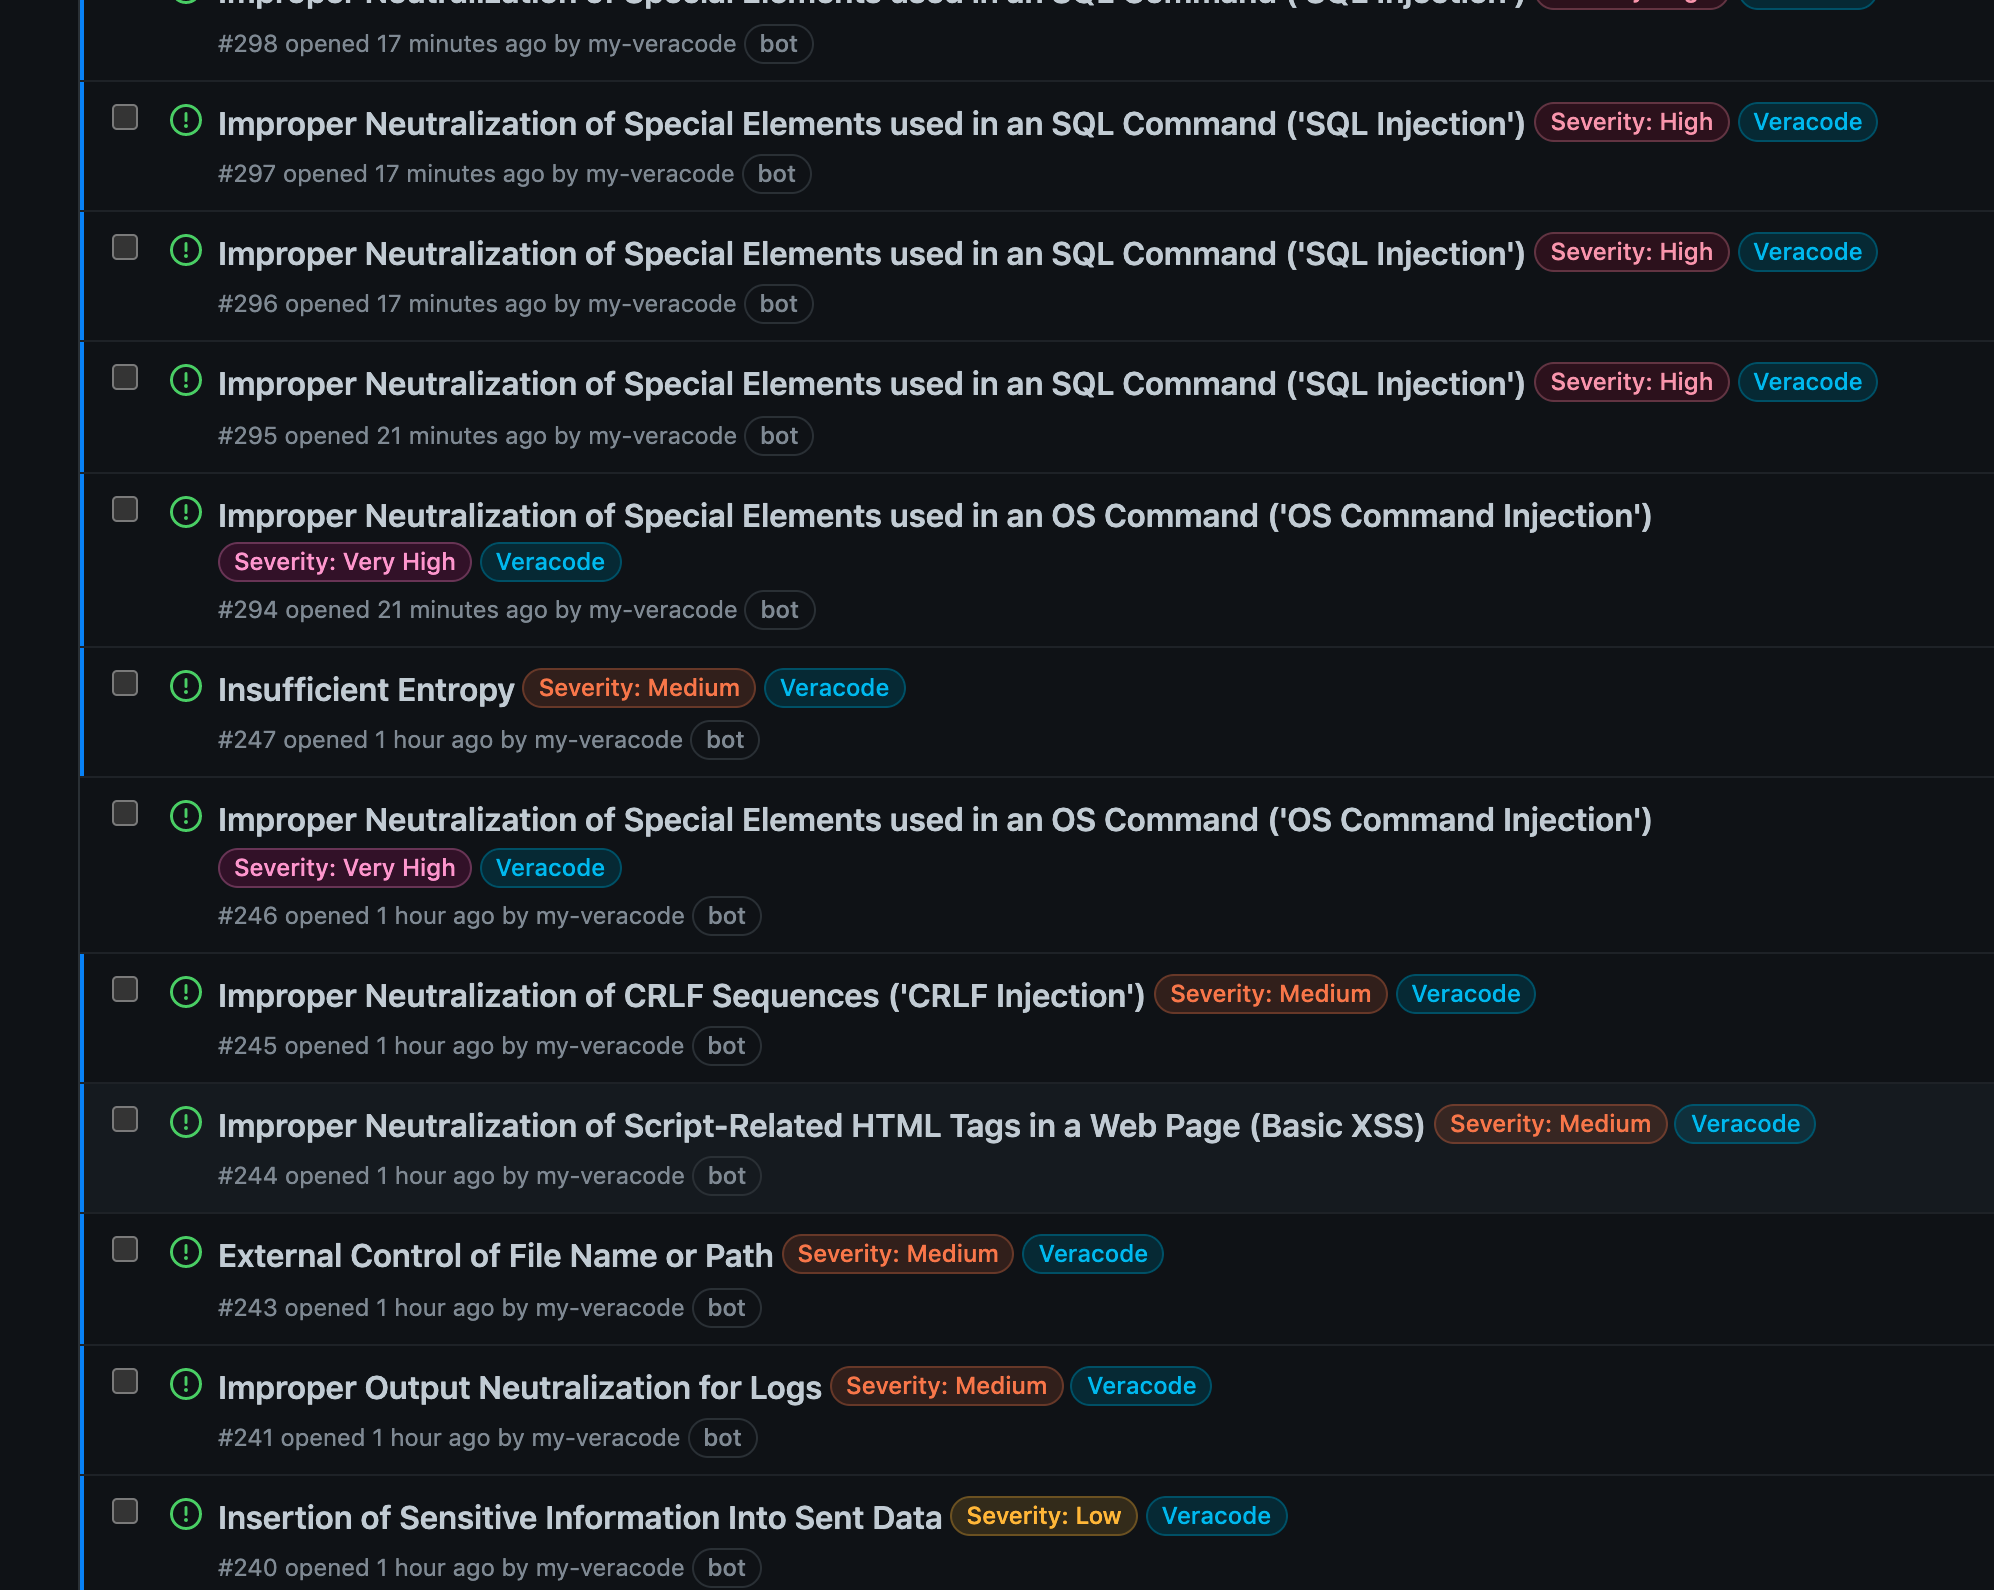 Improper Neutralization of Special Elements used in an SQL Command ('SQL Injection')
#298 opened 17 minutes ago by my-veracode bot
Improper Neutralization of Special Elements used in an SQL Command ('SQL Injection') Severity: High Veracode
#297 opened 17 minutes ago by my-veracode bot
Improper Neutralization of Special Elements used in an SQL Command ('SQL Injection') Severity: High Veracode
#296 opened 17 minutes ago by my-veracode bot
Improper Neutralization of Special Elements used in an SQL Command ('SQL Injection') Severity: High Veracode
#295 opened 21 minutes ago by my-veracode bot
Improper Neutralization of Special Elements used in an OS Command ('OS Command Injection')
Severity: Very High Veracode
#294 opened 21 minutes ago by my-veracode bot
Insufficient Entropy Severity: Medium Veracode
#247 opened 1 hour ago by my-veracode bot
Improper Neutralization of Special Elements used in an OS Command ('OS Command Injection')
Severity: Very High Veracode
#246 opened 1 hour ago by my-veracode bot
Improper Neutralization of CRLF Sequences ('CRLF Injection') Severity: Medium Veracode
#245 opened 1 hour ago by my-veracode bot
Improper Neutralization of Script-Related HTML Tags in a Web Page (Basic XSS) Severity: Medium Veracode
#244 opened 1 hour ago by my-veracode bot
External Control of File Name or Path Severity: Medium Veracode
#243 opened 1 hour ago by my-veracode bot
Improper Output Neutralization for Logs Severity: Medium Veracode
#241 opened 1 hour ago by my-veracode bot
Insertion of Sensitive Information Into Sent Data Severity: Low Veracode
#240 opened 1 hour ago by my-veracode bot